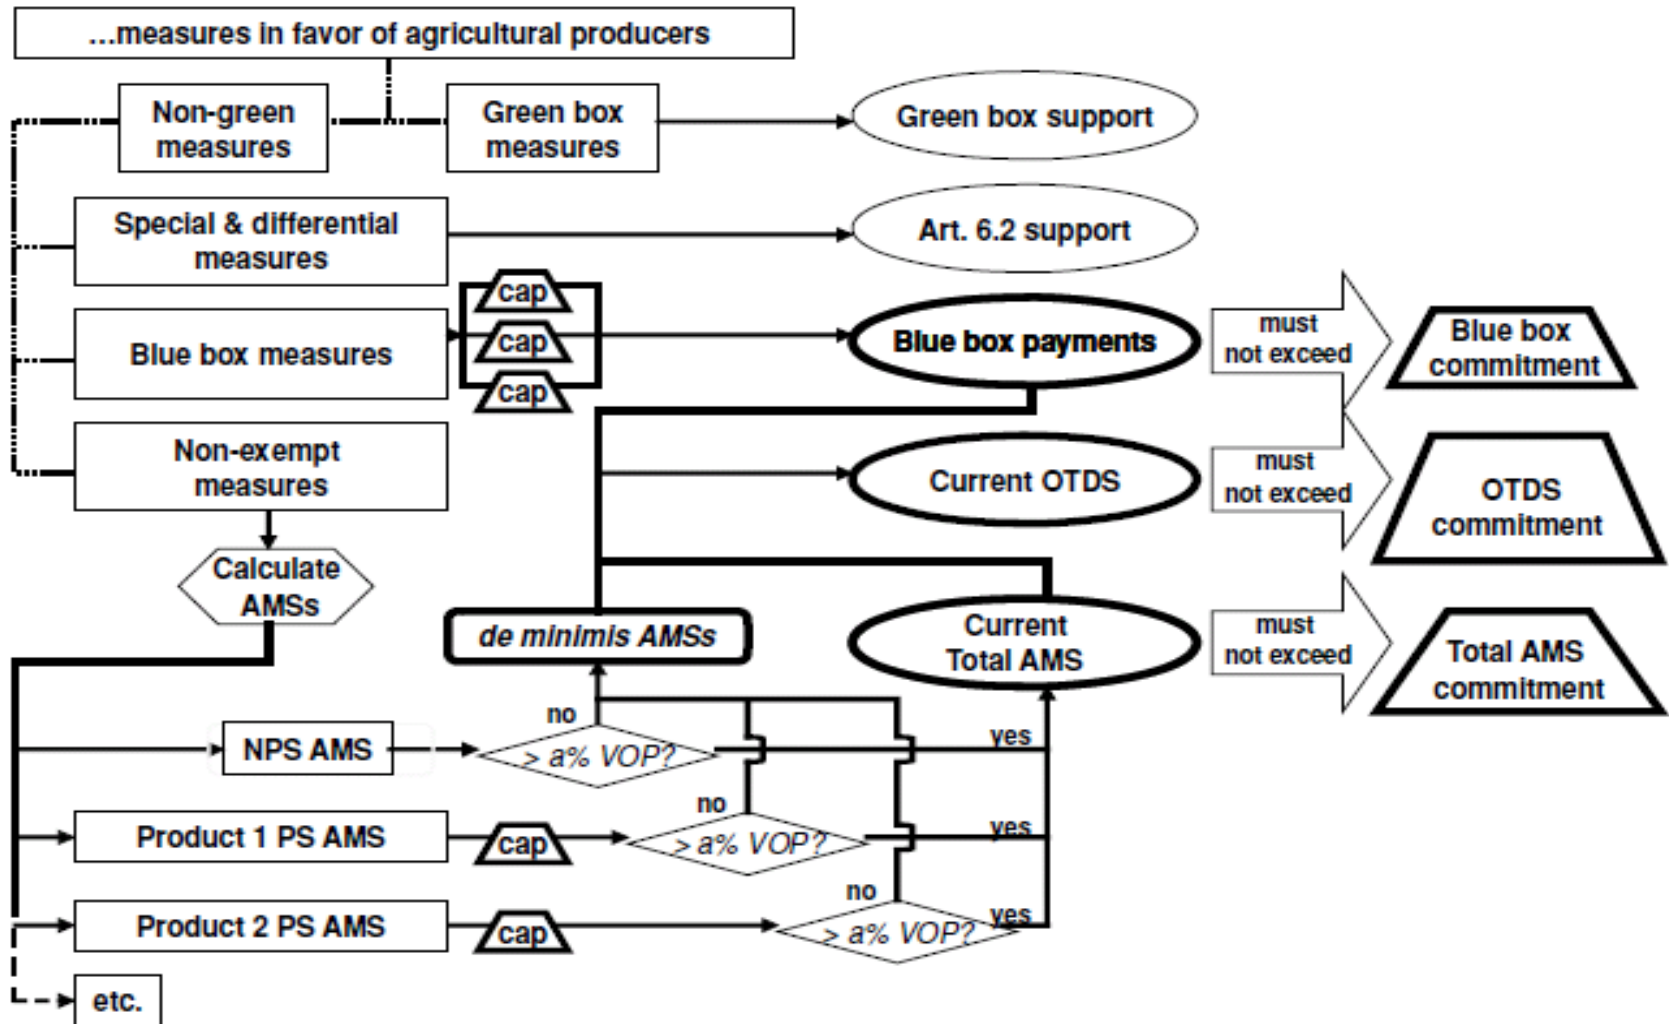 ...measures in favor of agricultural producers
Non-green
measures
Green box
measures
Green box support
Special & differential
measures
Art. 6.2 support
cap
Blue box measures
cap
cap
Blue box payments
must
not exceed
Blue box
commitment
Non-exempt
measures
Current OTDS
must
not exceed
OTDS
commitment
Calculate
AMSs
de minimis AMSs
Current
Total AMS
must
not exceed
Total AMS
commitment
NPS AMS
no
> a% VOP?
yes
Product 1 PS AMS
cap
no
> a% VOP?
yes
Product 2 PS AMS
cap
no
> a% VOP?
yes
etc.